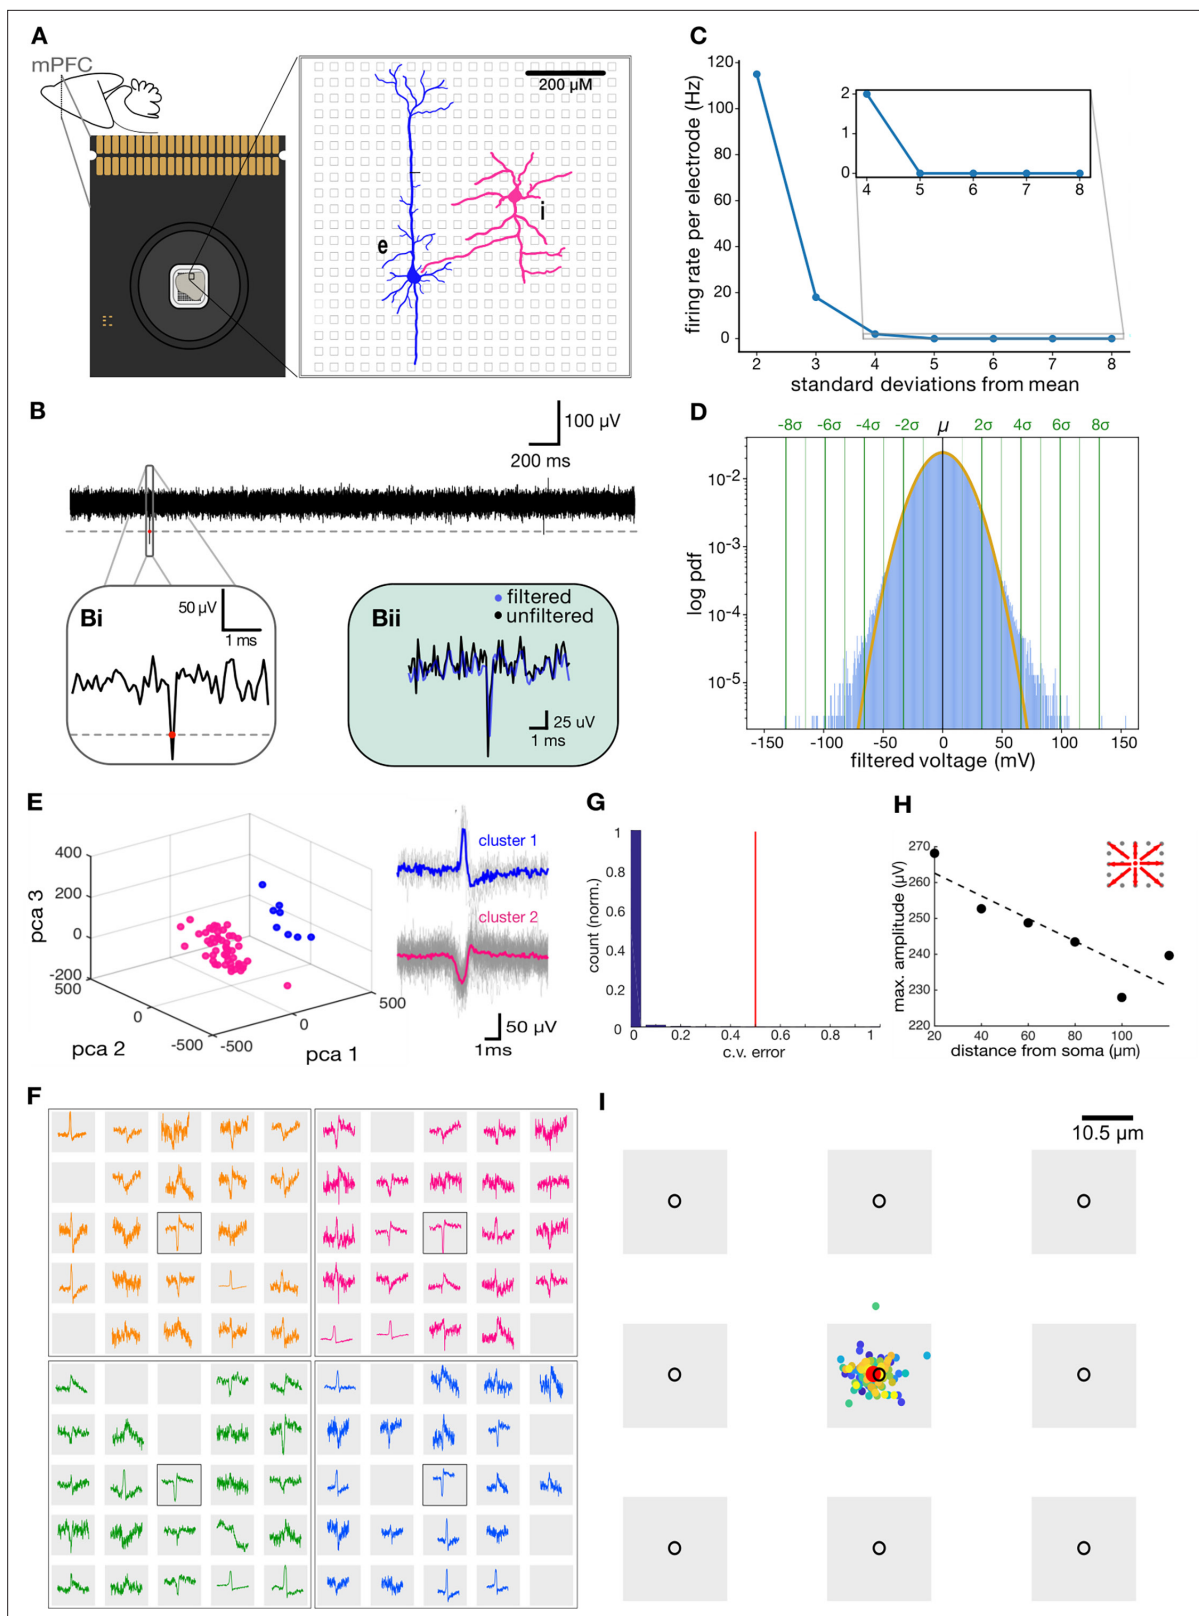 A
mPFC
200 µM
e
i
C
firing rate per electrode (Hz)
120
100
80
60
40
20
0
2
1
0
4 5 6 7 8
2 3 4 5 6 7 8
standard deviations from mean
B
100 µV
200 ms
Bi
50 µV
1 ms
Bii
filtered
unfiltered
25 uV
1 ms
D
-8σ -6σ -4σ -2σ µ 2σ 4σ 6σ 8σ
log pdf
10-2
10-3
10-4
10-5
-150 -100 -50 0 50 100 150
filtered voltage (mV)
E
pca 3
400
200
0
-200
500
0
-500
pca 2
-500
0
500
pca 1
cluster 1
cluster 2
50 µV
1ms
G
count (norm.)
1
0.8
0.6
0.4
0.2
0
0.2 0.4 0.6 0.8 1
c.v. error
H
max. amplitude (µV)
270
260
250
240
230
220
20 40 60 80 100
distance from soma (µm)
F
I
10.5 µm